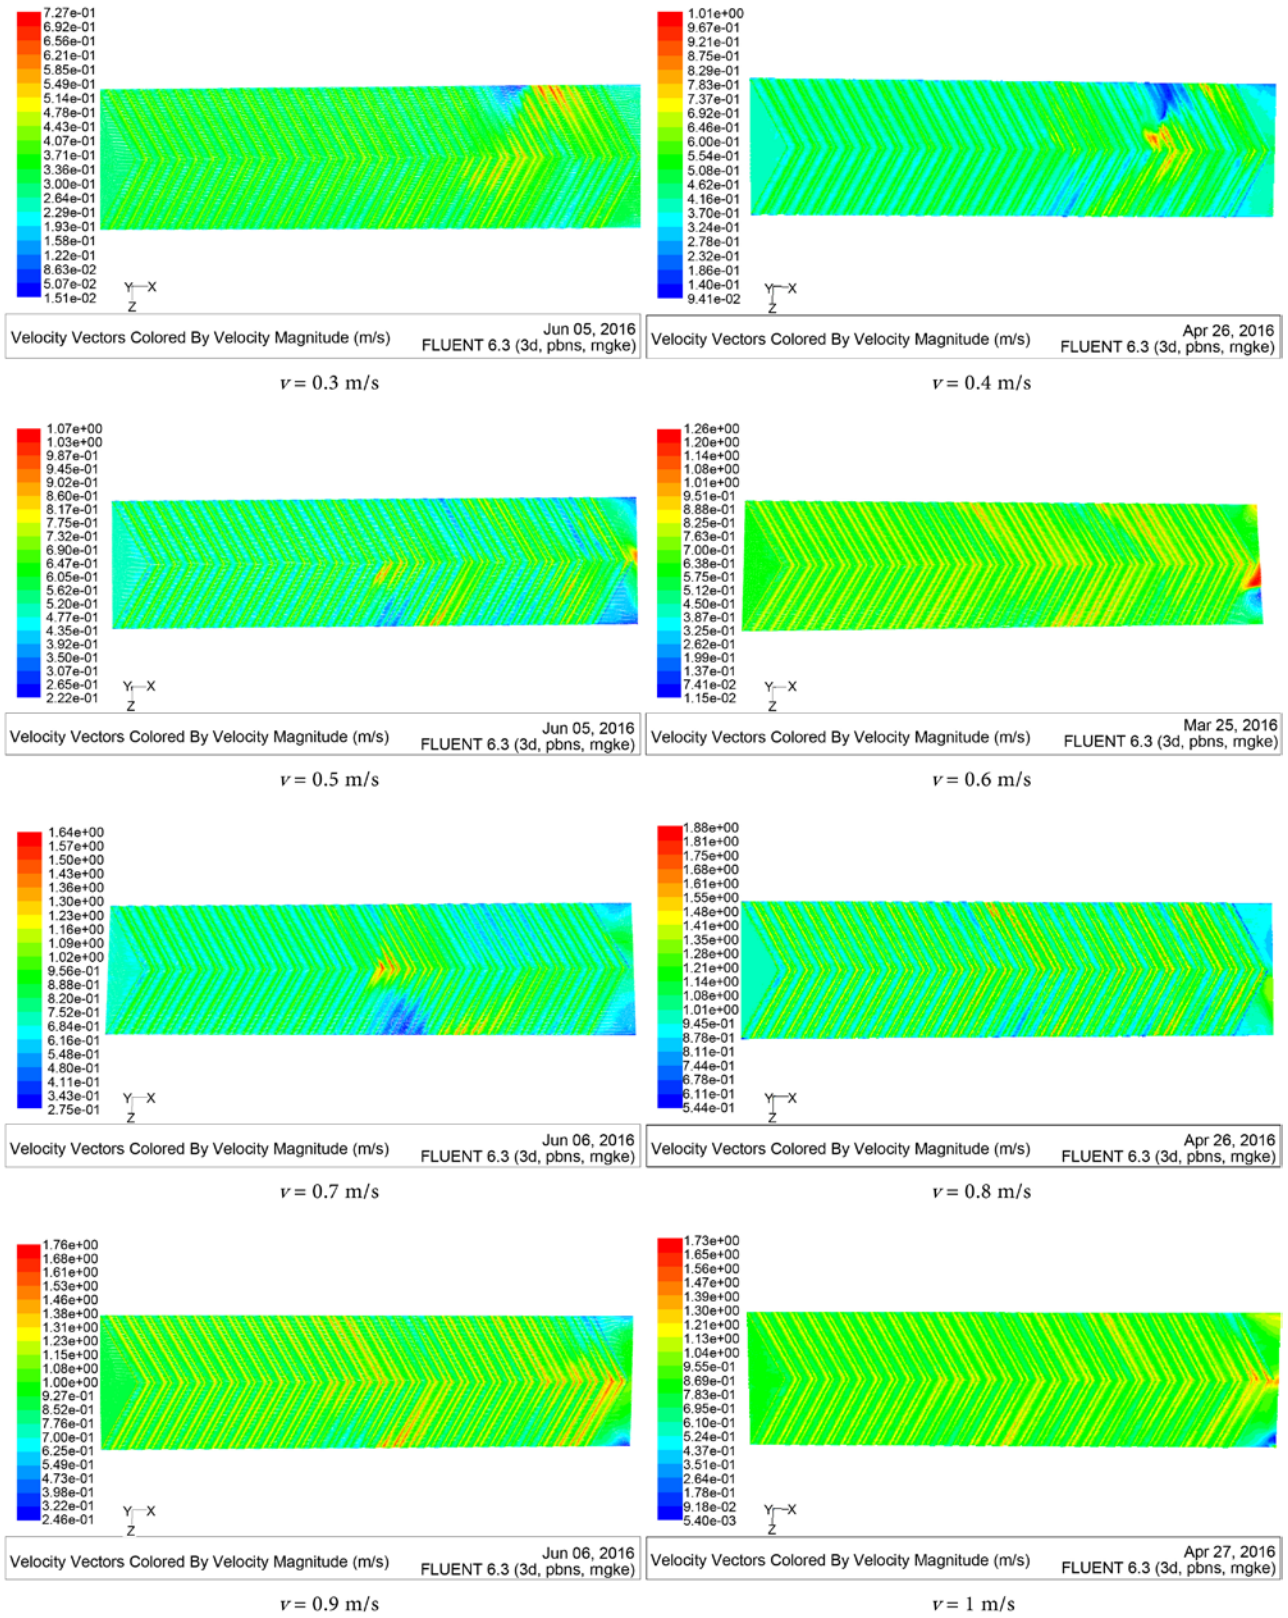 7.27e-01
6.92e-01
6.56e-01
6.21e-01
5.85e-01
5.49e-01
5.14e-01
4.78e-01
4.43e-01
4.07e-01
3.71e-01
3.36e-01
3.00e-01
2.64e-01
2.29e-01
1.93e-01
1.58e-01
1.22e-01
8.63e-02
5.07e-02
1.51e-02
Y X
Z
Velocity Vectors Colored By Velocity Magnitude (m/s)
Jun 05, 2016
FLUENT 6.3 (3d, pbns, mgke)
v = 0.3 m/s
1.01e+00
9.67e-01
9.21e-01
8.75e-01
8.29e-01
7.83e-01
7.37e-01
6.92e-01
6.46e-01
6.00e-01
5.54e-01
5.08e-01
4.62e-01
4.16e-01
3.70e-01
3.24e-01
2.78e-01
2.32e-01
1.86e-01
1.40e-01
9.41e-02
Y X
Z
Velocity Vectors Colored By Velocity Magnitude (m/s)
Apr 26, 2016
FLUENT 6.3 (3d, pbns, mgke)
v = 0.4 m/s
1.07e+00
1.03e+00
9.87e-01
9.45e-01
9.02e-01
8.60e-01
8.17e-01
7.75e-01
7.32e-01
6.90e-01
6.47e-01
6.05e-01
5.62e-01
5.20e-01
4.77e-01
4.35e-01
3.92e-01
3.50e-01
3.07e-01
2.65e-01
2.22e-01
Y X
Z
Velocity Vectors Colored By Velocity Magnitude (m/s)
Jun 05, 2016
FLUENT 6.3 (3d, pbns, mgke)
v = 0.5 m/s
1.26e+00
1.20e+00
1.14e+00
1.08e+00
1.01e+00
9.51e-01
8.88e-01
8.25e-01
7.63e-01
7.00e-01
6.38e-01
5.75e-01
5.12e-01
4.50e-01
3.87e-01
3.25e-01
2.62e-01
1.99e-01
1.37e-01
7.41e-02
1.15e-02
Y X
Z
Velocity Vectors Colored By Velocity Magnitude (m/s)
Mar 25, 2016
FLUENT 6.3 (3d, pbns, mgke)
v = 0.6 m/s
1.64e+00
1.57e+00
1.50e+00
1.43e+00
1.36e+00
1.30e+00
1.23e+00
1.16e+00
1.09e+00
1.02e+00
9.56e-01
8.88e-01
8.20e-01
7.52e-01
6.84e-01
6.16e-01
5.48e-01
4.80e-01
4.11e-01
3.43e-01
2.75e-01
Y X
Z
Velocity Vectors Colored By Velocity Magnitude (m/s)
Jun 06, 2016
FLUENT 6.3 (3d, pbns, mgke)
v = 0.7 m/s
1.88e+00
1.81e+00
1.75e+00
1.68e+00
1.61e+00
1.55e+00
1.48e+00
1.41e+00
1.35e+00
1.28e+00
1.21e+00
1.14e+00
1.08e+00
1.01e+00
9.45e-01
8.78e-01
8.11e-01
7.44e-01
6.78e-01
6.11e-01
5.44e-01
Y X
Z
Velocity Vectors Colored By Velocity Magnitude (m/s)
Apr 26, 2016
FLUENT 6.3 (3d, pbns, mgke)
v = 0.8 m/s
1.76e+00
1.68e+00
1.61e+00
1.53e+00
1.46e+00
1.38e+00
1.31e+00
1.23e+00
1.15e+00
1.08e+00
1.00e+00
9.27e-01
8.52e-01
7.76e-01
7.00e-01
6.25e-01
5.49e-01
4.73e-01
3.98e-01
3.22e-01
2.46e-01
Y X
Z
Velocity Vectors Colored By Velocity Magnitude (m/s)
Jun 06, 2016
FLUENT 6.3 (3d, pbns, mgke)
v = 0.9 m/s
1.73e+00
1.65e+00
1.56e+00
1.47e+00
1.39e+00
1.30e+00
1.21e+00
1.13e+00
1.04e+00
9.55e-01
8.69e-01
7.83e-01
6.95e-01
6.10e-01
5.24e-01
4.37e-01
3.51e-01
2.64e-01
1.78e-01
9.18e-02
5.40e-03
Y X
Z
Velocity Vectors Colored By Velocity Magnitude (m/s)
Apr 27, 2016
FLUENT 6.3 (3d, pbns, mgke)
v = 1 m/s